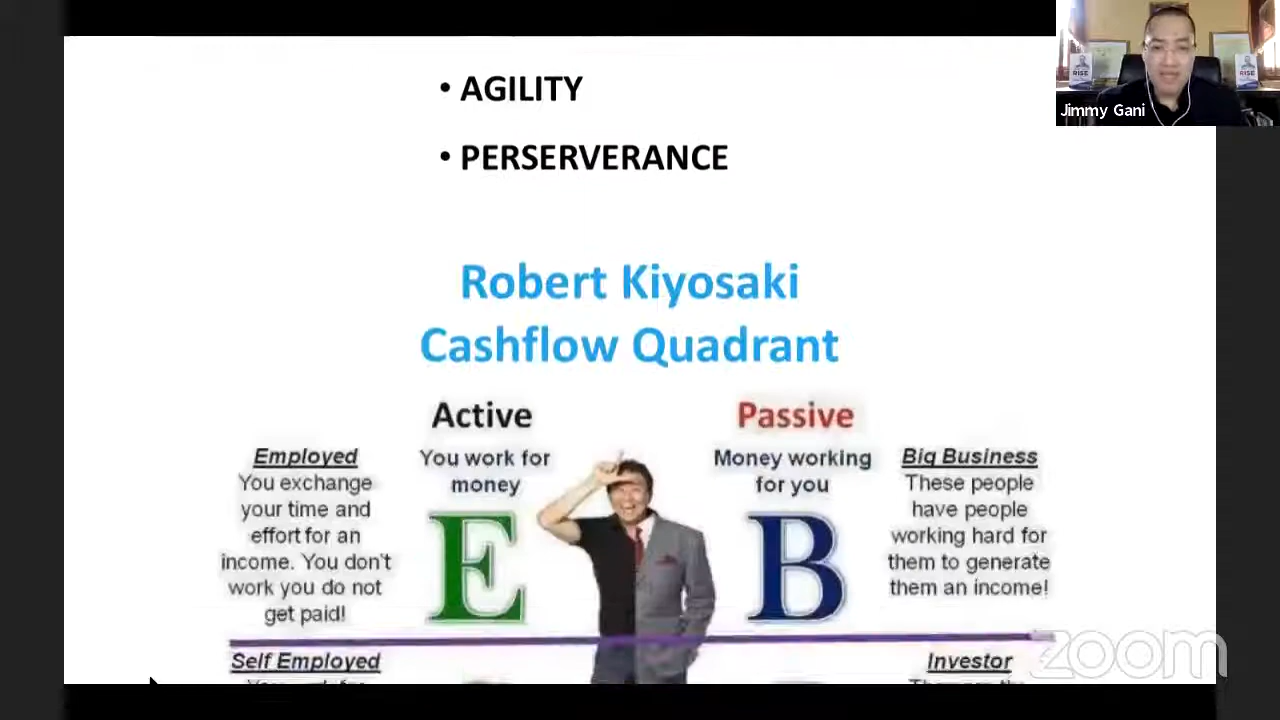 • AGILITY
• PERSERVERANCE
Jimmy Gani
RISE
RISE
Robert Kiyosaki
Cashflow Quadrant
Active
You work for
money
E
Passive
Money working
for you
B
Employed
You exchange
your time and
effort for an
income. You don't
work you do not
get paid!
Big Business
These people
have people
working hard for
them to generate
them an income!
Self Employed
Investor
zoom